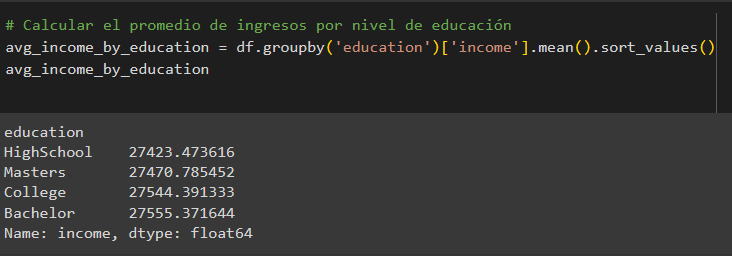 # Calcular el promedio de ingresos por nivel de educación
avg_income_by_education = df.groupby('education')['income'].mean().sort_values()
avg_income_by_education
education
HighSchool    27423.473616
Masters       27470.785452
College       27544.391333
Bachelor      27555.371644
Name: income, dtype: float64